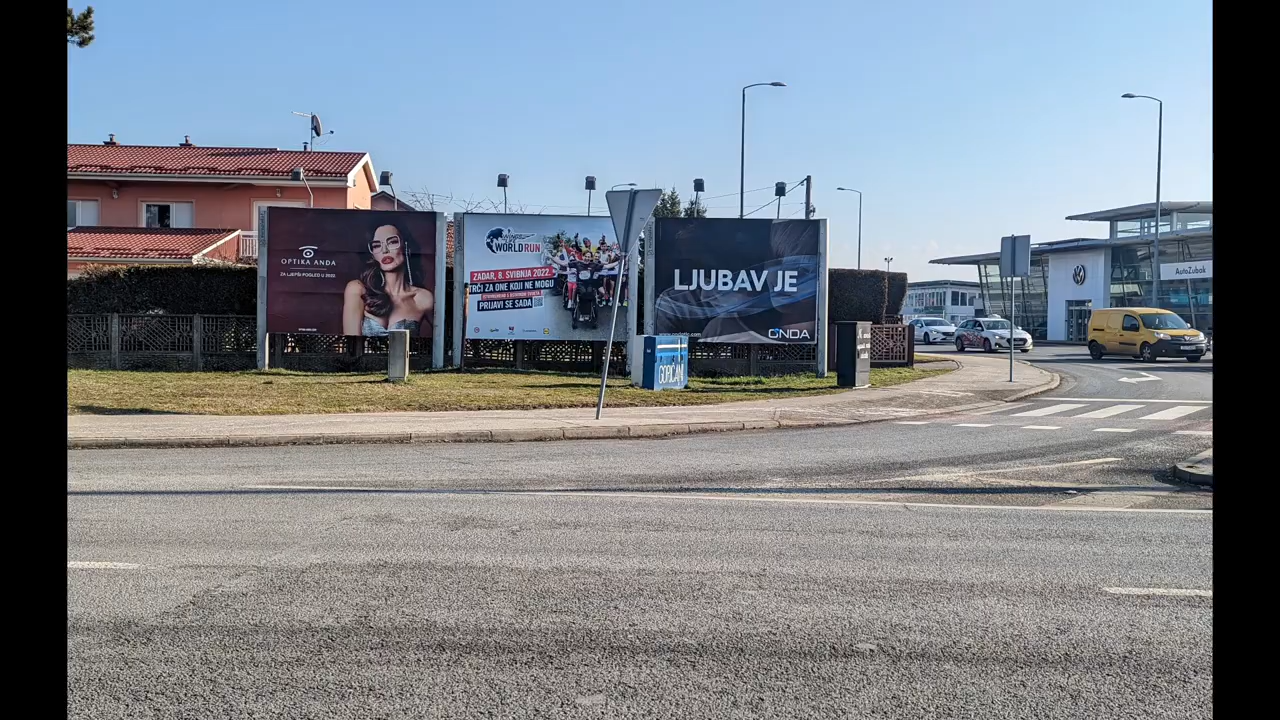 OPTIKA ANDA
ZA LJEPŠI POGLED U 2022.
WORLD RUN
ZADAR, 8. SVIBNJA 2022.
TRČI ZA ONE KOJI NE MOGU
PRIJAVI SE SADA
LJUBAV JE
ONDA
GORIČANI
AutoZubak